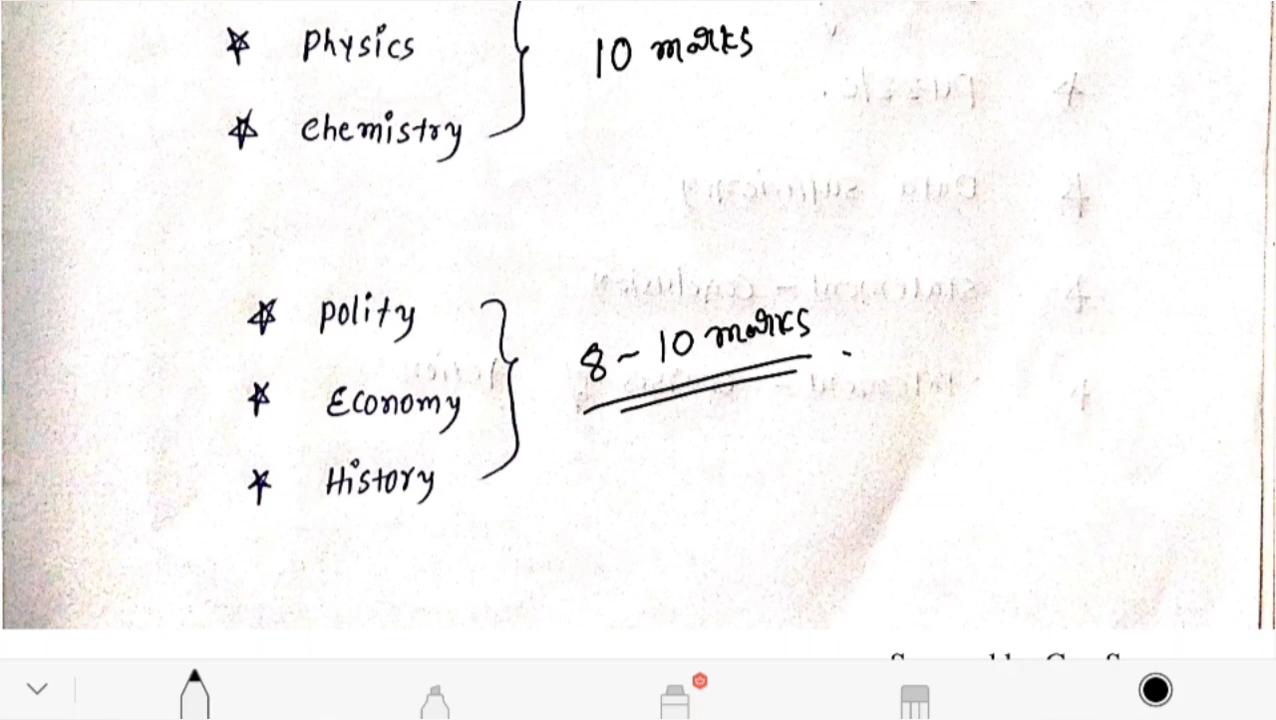 Physics
10 marks
Chemistry
Polity
8 - 10 marks
Economy
History